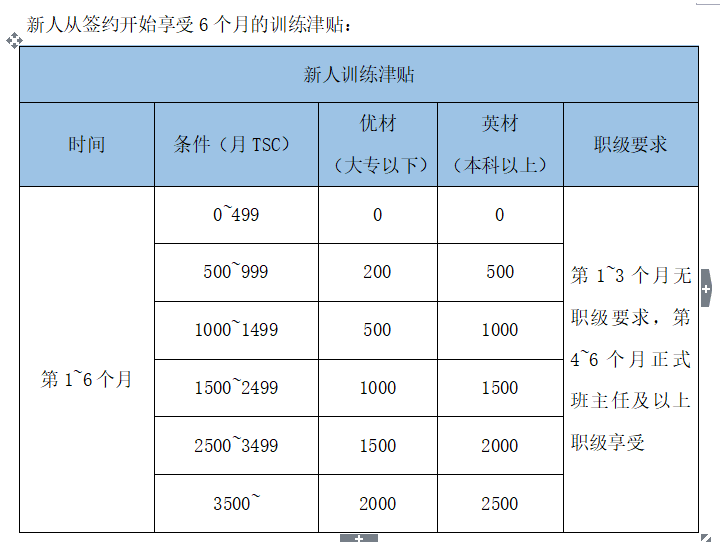 新人从签约开始享受6个月的训练津贴：
新人训练津贴
时间 条件（月TSC） 优材 英材 职级要求
（大专以下） （本科以上）
0~499 0 0
500~999 200 500
1000~1499 500 1000
1500~2499 1000 1500
2500~3499 1500 2000
3500~ 2000 2500
第1~6个月
第1~3个月无
职级要求，第
4~6个月正式
班主任及以上
职级享受